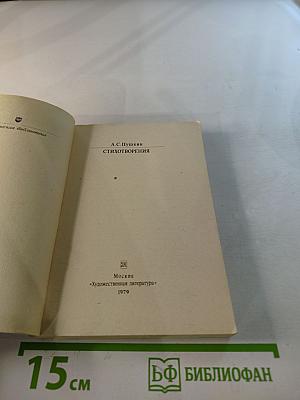 А.С.Пушкин
СТИХОТВОРЕНИЯ
Москва
«Художественная литература»
1979
15 см
БФ БИБЛИОФАН